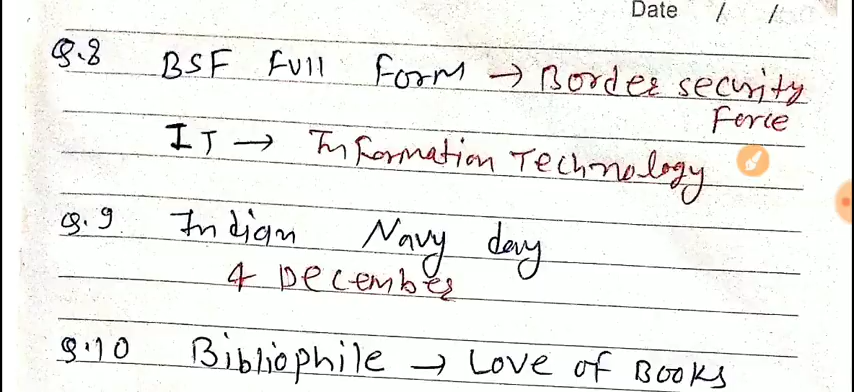 Date / /
Q.8 BSF Full Form → Border security
Force
IT → Information Technology
Q.9 Indian Navy day
4 December
Q.10 Bibliophile → Love of Books